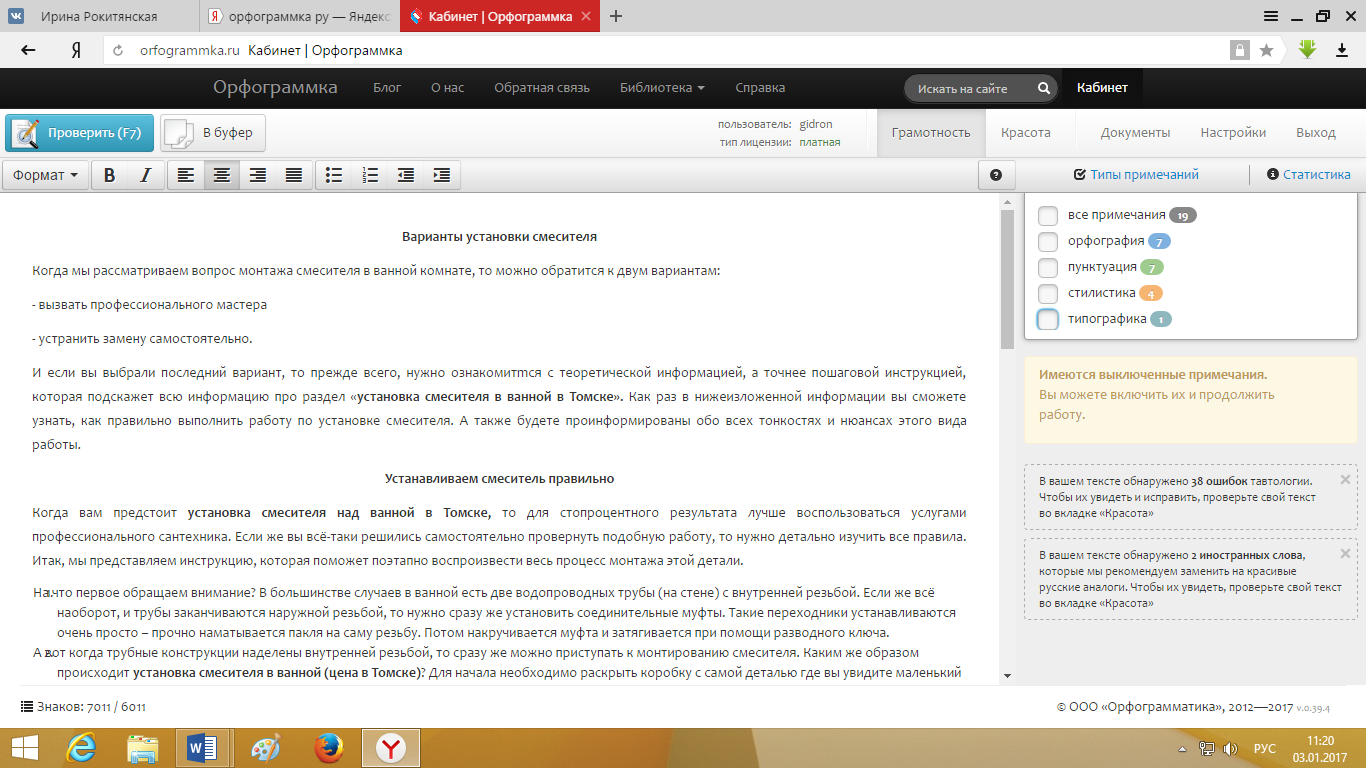 Ирина Рокитянская
орфограммка ру — Яндекс
Кабинет | Орфограммка
orfogrammka.ru Кабинет | Орфограммка
Орфограммка Блог О нас Обратная связь Библиотека Справка Искать на сайте Кабинет
Проверить (F7) В буфер
пользователь: gidron
тип лицензии: платная
Грамотность Красота Документы Настройки Выход
Формат B I Типы примечаний Статистика
Варианты установки смесителя
Когда мы рассматриваем вопрос монтажа смесителя в ванной комнате, то можно обратится к двум вариантам:
- вызвать профессионального мастера
- устранить замену самостоятельно.
И если вы выбрали последний вариант, то прежде всего, нужно ознакомитmся с теоретической информацией, а точнее пошаговой инструкцией,
которая подскажет всю информацию про раздел «установка смесителя в ванной в Томске». Как раз в нижеизложенной информации вы сможете
узнать, как правильно выполнить работу по установке смесителя. А также будете проинформированы обо всех тонкостях и нюансах этого вида
работы.
Устанавливаем смеситель правильно
Когда вам предстоит установка смесителя над ванной в Томске, то для стопроцентного результата лучше воспользоваться услугами
профессионального сантехника. Если же вы всё-таки решились самостоятельно провернуть подобную работу, то нужно детально изучить все правила.
Итак, мы представляем инструкцию, которая поможет поэтапно воспроизвести весь процесс монтажа этой детали.
1. На что первое обращаем внимание? В большинстве случаев в ванной есть две водопроводных трубы (на стене) с внутренней резьбой. Если же всё
наоборот, и трубы заканчиваются наружной резьбой, то нужно сразу же установить соединительные муфты. Такие переходники устанавливаются
очень просто – прочно наматывается пакля на саму резьбу. Потом накручивается муфта и затягивается при помощи разводного ключа.
2. А вот когда трубные конструкции наделены внутренней резьбой, то сразу же можно приступать к монтированию смесителя. Каким же образом
происходит установка смесителя в ванной (цена в Томске)? Для начала необходимо раскрыть коробку с самой деталью где вы увидите маленький
все примечания 19
орфография 7
пунктуация 7
стилистика 4
типографика 1
Имеются выключенные примечания.
Вы можете включить их и продолжить
работу.
В вашем тексте обнаружено 38 ошибок тавтологии.
Чтобы их увидеть и исправить, проверьте свой текст
во вкладке «Красота»
В вашем тексте обнаружено 2 иностранных слова,
которые мы рекомендуем заменить на красивые
русские аналоги. Чтобы их увидеть, проверьте свой текст
во вкладке «Красота»
Знаков: 7011 / 6011
© ООО «Орфограмматика», 2012—2017 v.0.39.4
РУС
11:20
03.01.2017